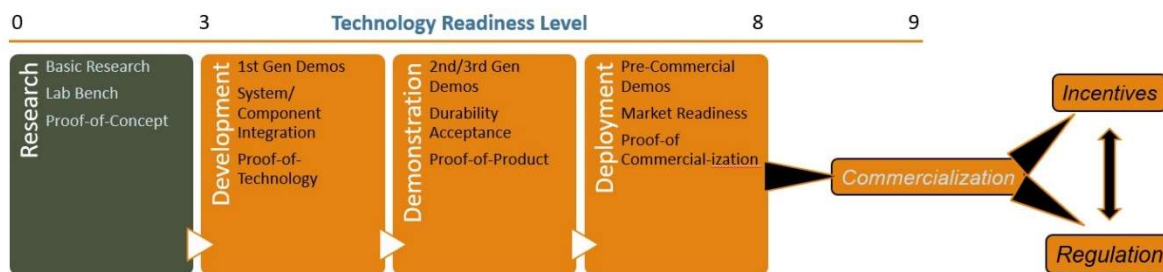 0 3 Technology Readiness Level 8 9
Research
Basic Research
Lab Bench
Proof-of-Concept
Development
1st Gen Demos
System/
Component
Integration
Proof-of-
Technology
Demonstration
2nd/3rd Gen
Demos
Durability
Acceptance
Proof-of-Product
Deployment
Pre-Commercial
Demos
Market Readiness
Proof-of
Commercial-ization
Commercialization
Incentives
Regulation